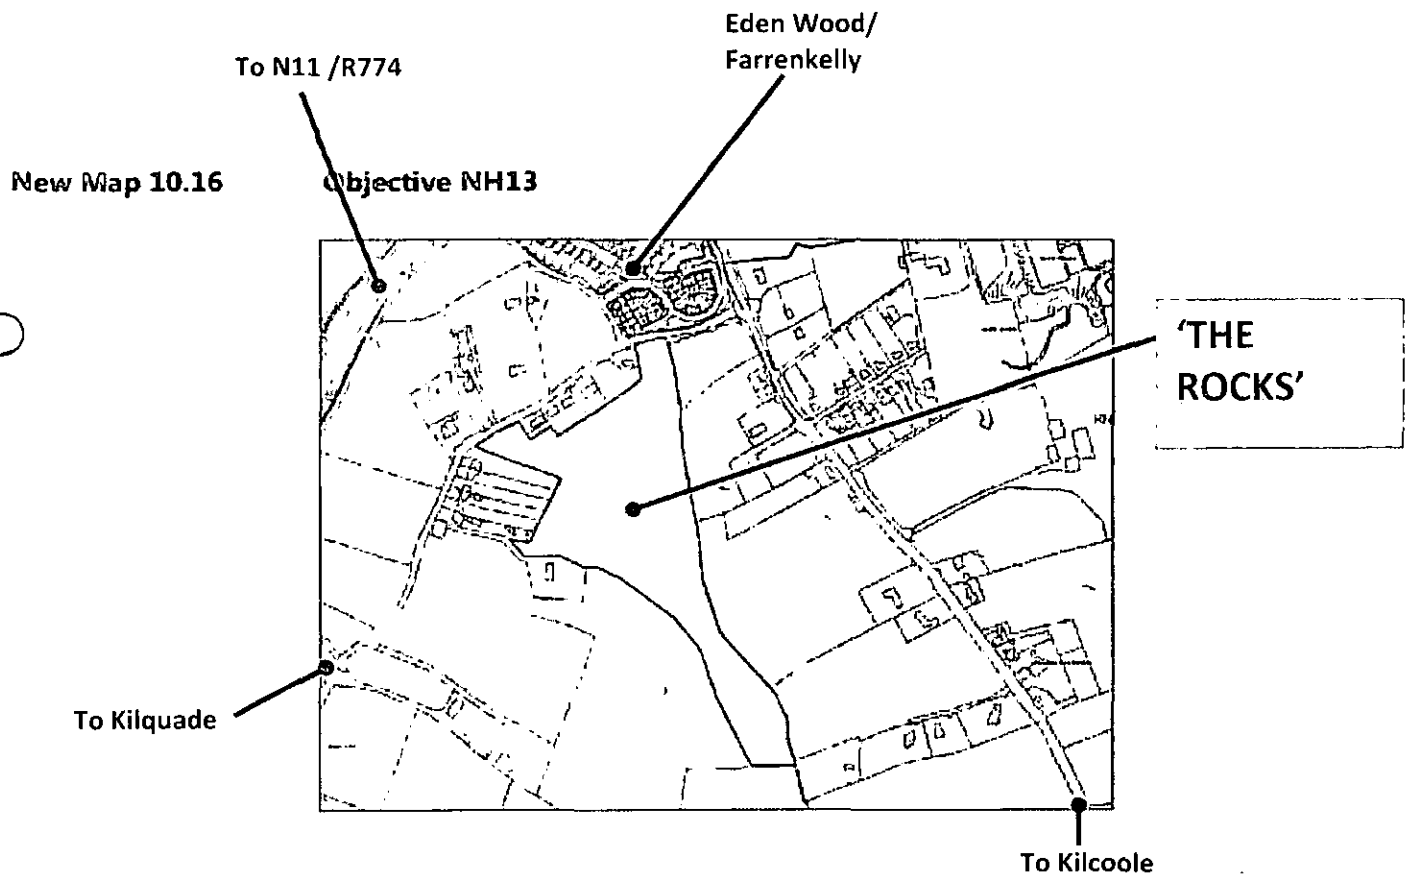 Eden Wood/
Farrenkelly
To N11 /R774
New Map 10.16 Objective NH13
‘THE
ROCKS’
To Kilquade
To Kilcoole